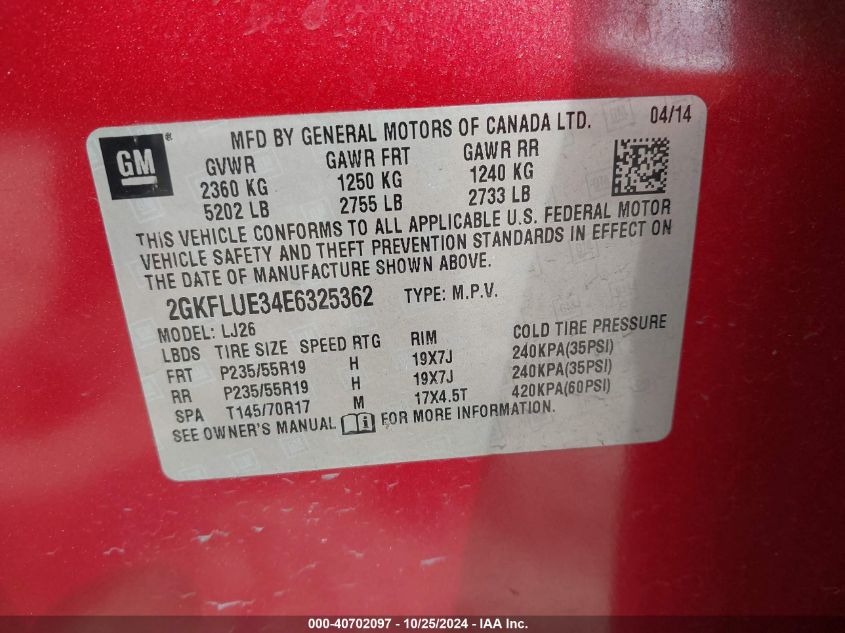 GM ® MFD BY GENERAL MOTORS OF CANADA LTD. 04/14
GVWR GAWR FRT GAWR RR
2360 KG 1250 KG 1240 KG
5202 LB 2755 LB 2733 LB
THIS VEHICLE CONFORMS TO ALL APPLICABLE U.S. FEDERAL MOTOR
VEHICLE SAFETY AND THEFT PREVENTION STANDARDS IN EFFECT ON
THE DATE OF MANUFACTURE SHOWN ABOVE.
2GKFLUE34E6325362 TYPE: M.P.V.
MODEL: LJ26
LBDS TIRE SIZE SPEED RTG RIM COLD TIRE PRESSURE
FRT P235/55R19 H 19X7J 240KPA(35PSI)
RR P235/55R19 H 19X7J 240KPA(35PSI)
SPA T145/70R17 M 17X4.5T 420KPA(60PSI)
SEE OWNER'S MANUAL FOR MORE INFORMATION.
000-40702097 - 10/25/2024 - IAA Inc.